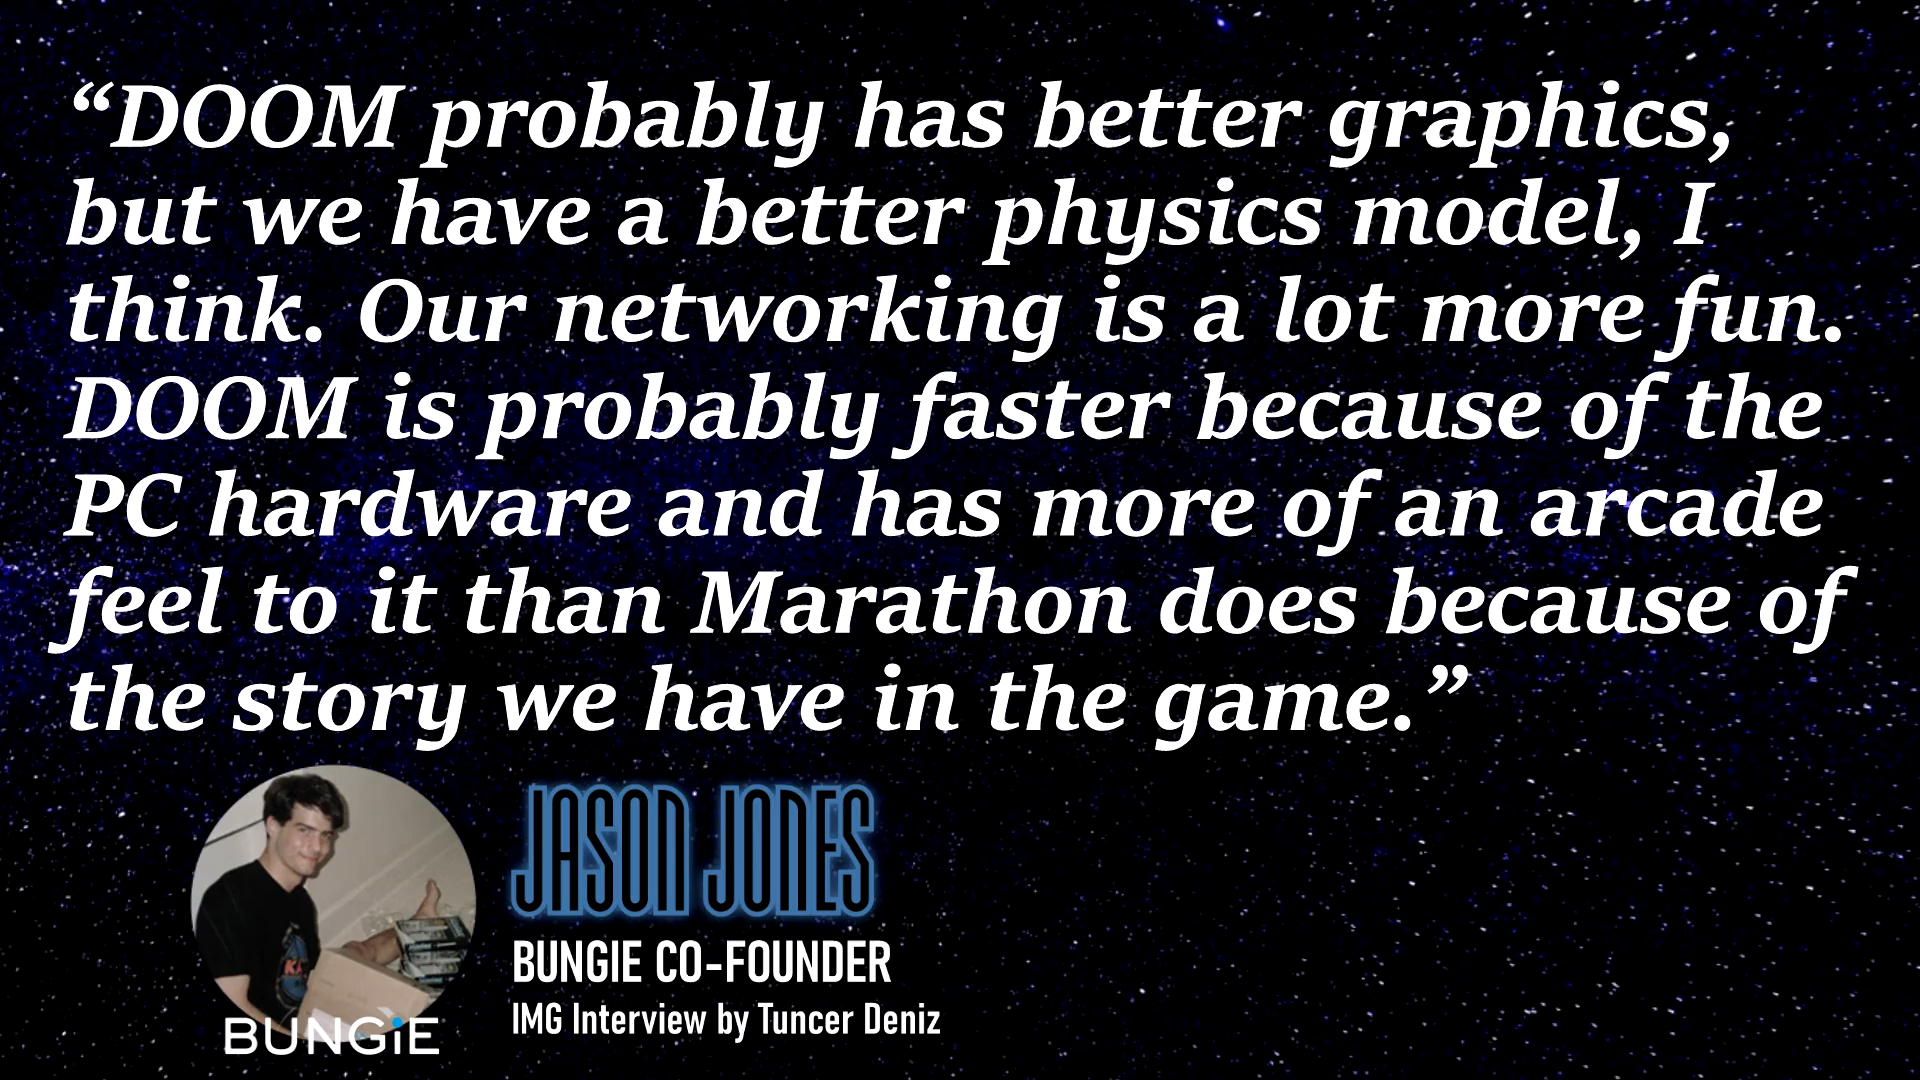 “DOOM probably has better graphics,
but we have a better physics model, I
think. Our networking is a lot more fun.
DOOM is probably faster because of the
PC hardware and has more of an arcade
feel to it than Marathon does because of
the story we have in the game.”
JASON JONES
BUNGIE CO-FOUNDER
IMG Interview by Tuncer Deniz
BUNGiE